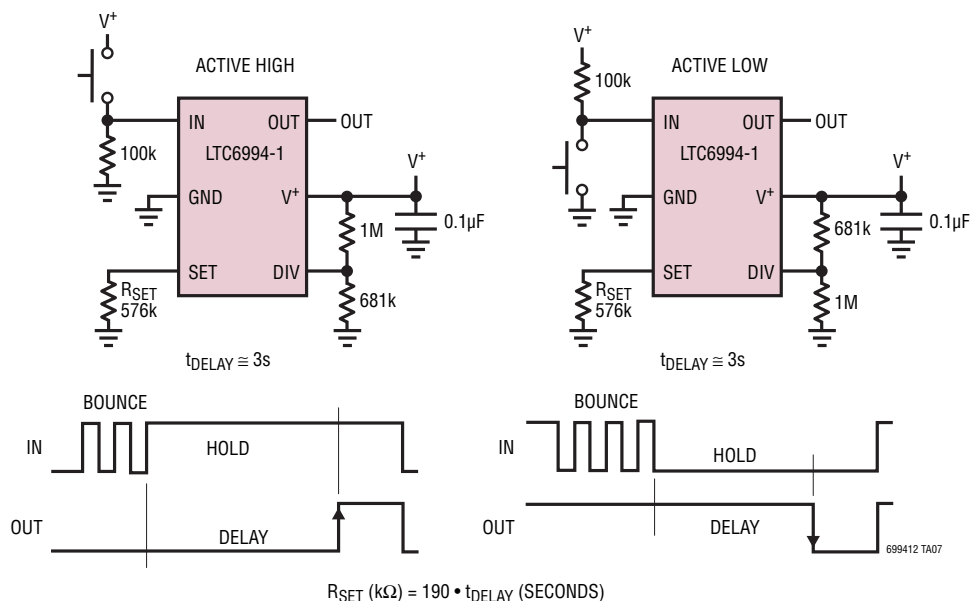 V+
ACTIVE HIGH
IN
OUT
OUT
LTC6994-1
100k
GND
V+
V+
0.1µF
1M
SET
DIV
RSET
576k
681k
tDELAY ≅ 3s
V+
100k
ACTIVE LOW
IN
OUT
OUT
LTC6994-1
GND
V+
V+
0.1µF
681k
SET
DIV
RSET
576k
1M
tDELAY ≅ 3s
BOUNCE
IN
HOLD
OUT
DELAY
BOUNCE
IN
HOLD
OUT
DELAY
699412 TA07
RSET (kΩ) = 190 • tDELAY (SECONDS)